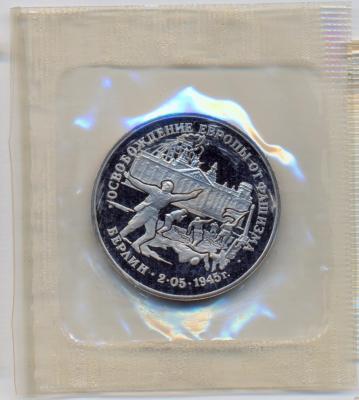 ОСВОБОЖДЕНИЕ ЕВРОПЫ ОТ ФАШИЗМА
БЕРЛИН · 2·05·1945г.